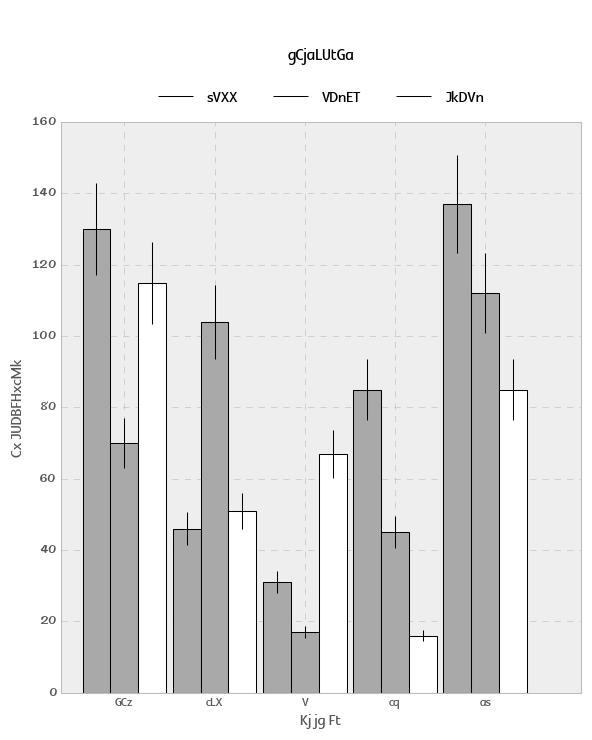 gCjaLUtGa
sVXX VDnET JkDVn
160
140
120
100
80
60
40
20
0
Cx JUDBFHxcMk
GCz cLX V cq as
Kj jg Ft